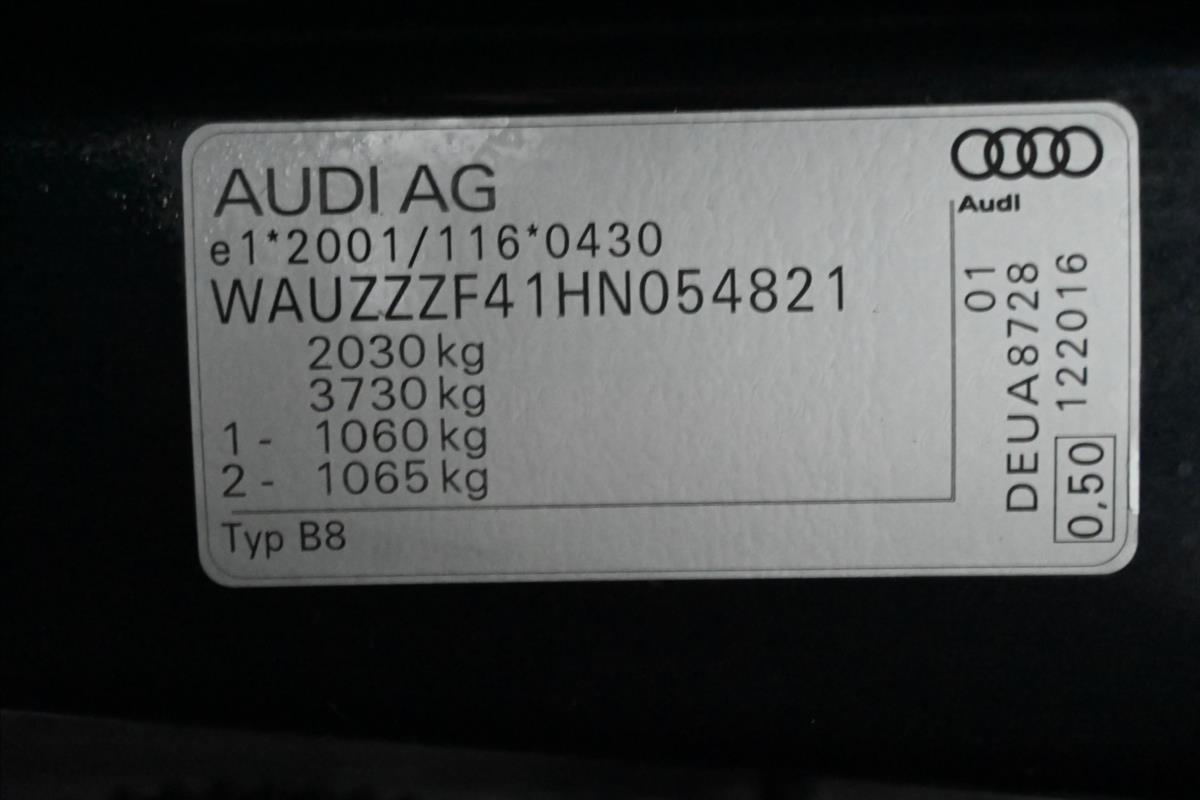 AUDI AG
e1*2001/116*0430
WAUZZZF41HN054821
2030 kg
3730 kg
1 - 1060 kg
2 - 1065 kg
Typ B8
Audi
01
DEUA8728
0,50 122016